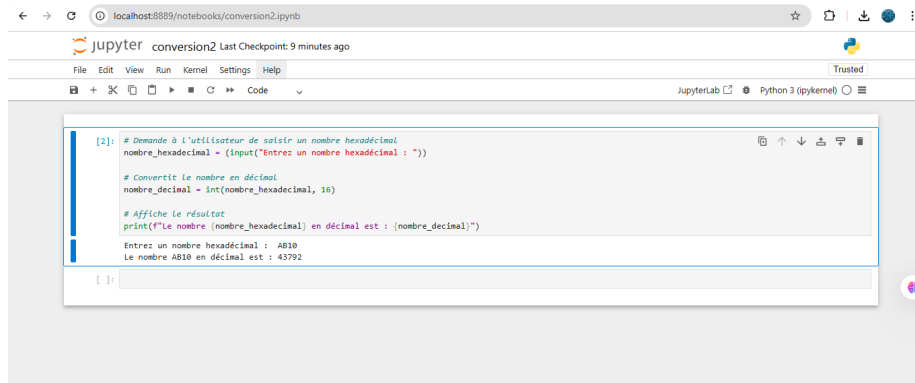 localhost:8889/notebooks/conversion2.ipynb
jupyter conversion2 Last Checkpoint: 9 minutes ago
File Edit View Run Kernel Settings Help Trusted
Code JupyterLab Python 3 (ipykernel)
[2]: # Demande à l'utilisateur de saisir un nombre hexadécimal
nombre_hexadecimal = (input("Entrez un nombre hexadécimal : "))
# Convertit le nombre en décimal
nombre_decimal = int(nombre_hexadecimal, 16)
# Affiche le résultat
print(f"Le nombre {nombre_hexadecimal} en décimal est : {nombre_decimal}")
Entrez un nombre hexadécimal : AB10
Le nombre AB10 en décimal est : 43792
[ ]: